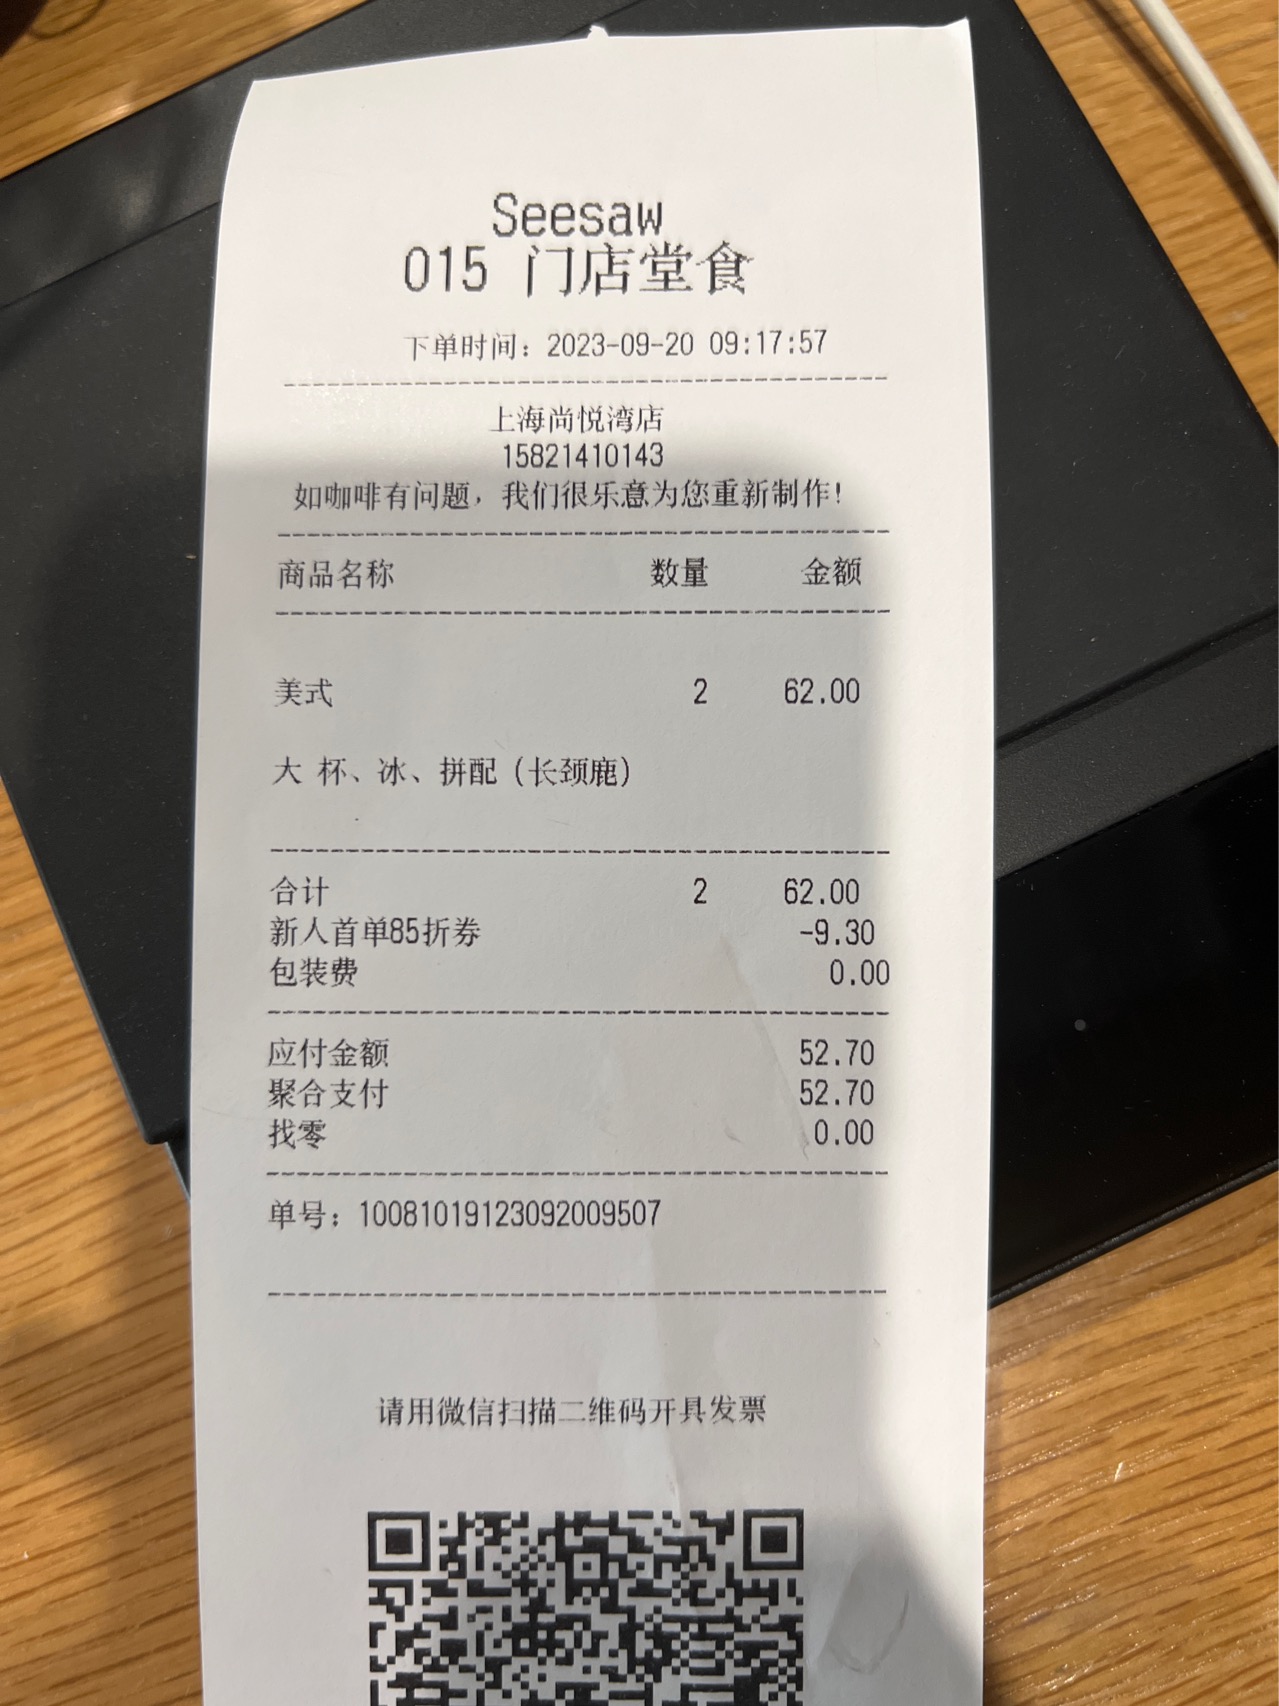 Seesaw
015 门店堂食
下单时间：2023-09-20 09:17:57
上海尚悦湾店
15821410143
如咖啡有问题，我们很乐意为您重新制作！
商品名称 数量 金额
美式 2 62.00
大 杯、冰、拼配（长颈鹿）
合计 2 62.00
新人首单85折券 -9.30
包装费 0.00
应付金额 52.70
聚合支付 52.70
找零 0.00
单号：10081019123092009507
请用微信扫描二维码开具发票